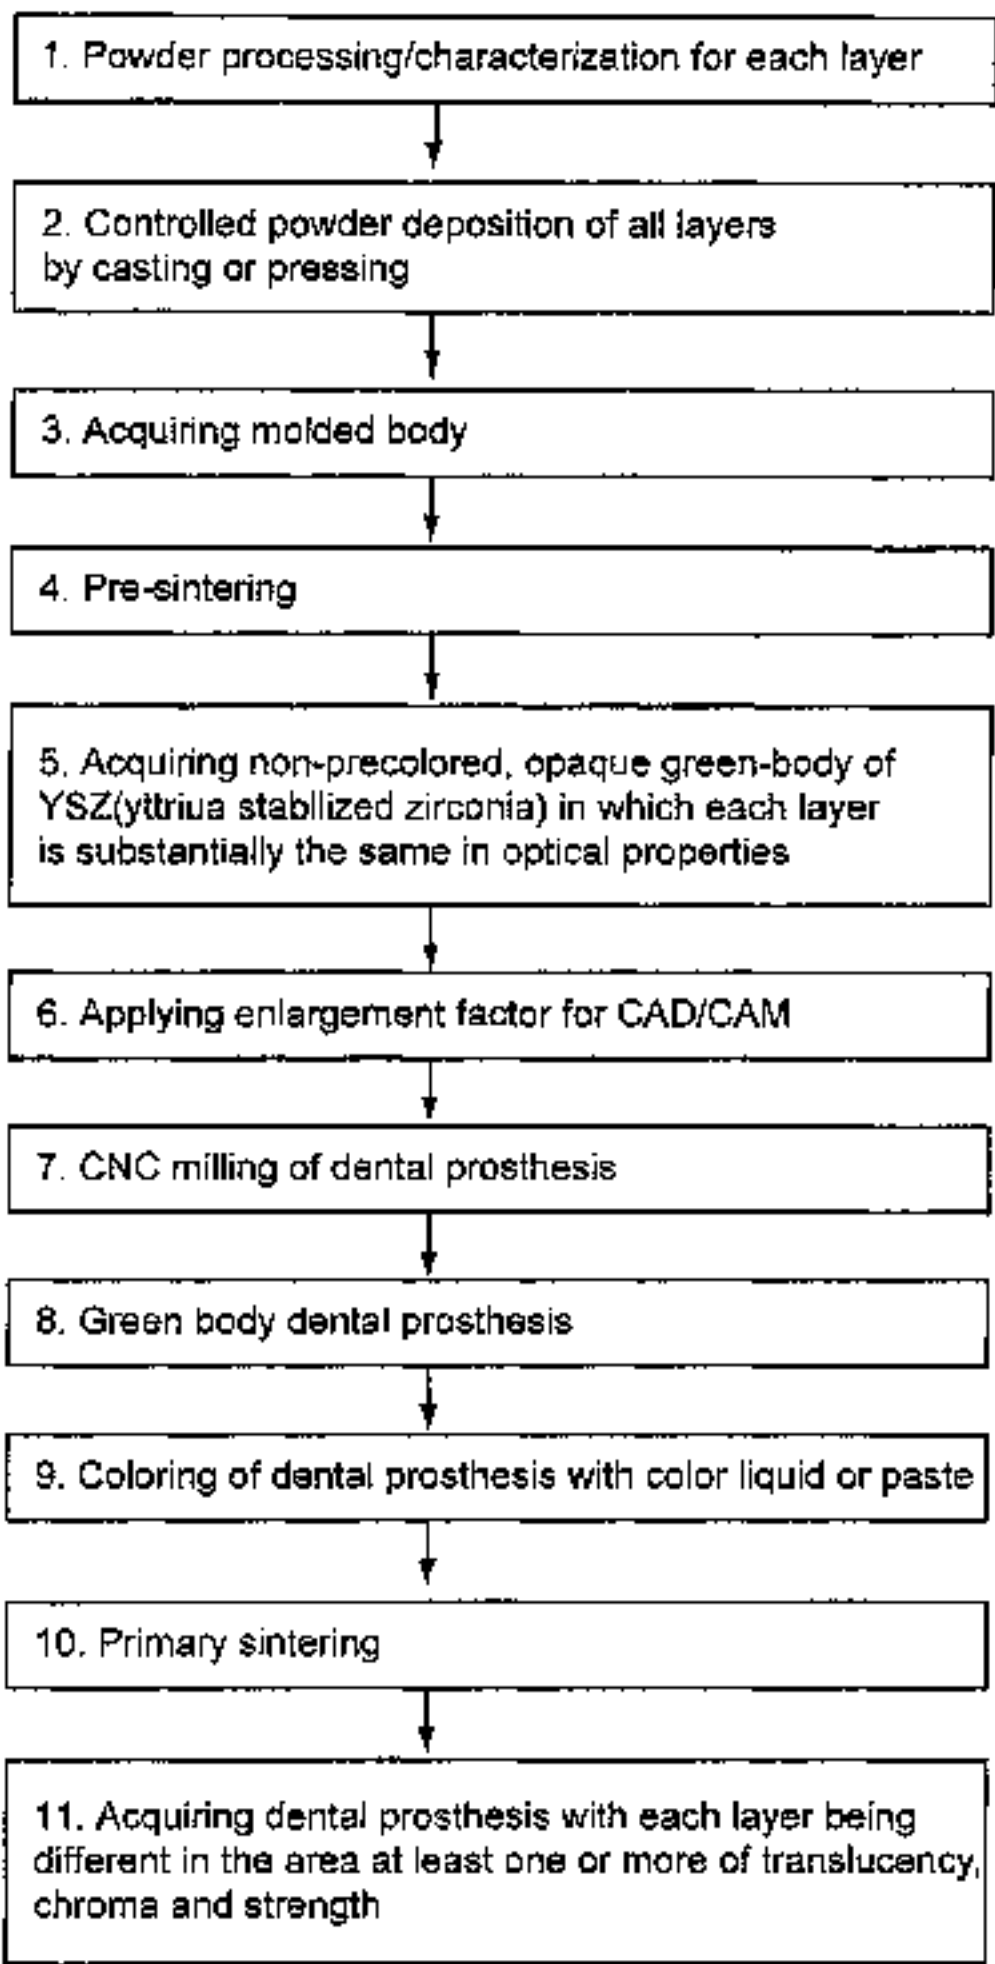 1. Powder processing/characterization for each layer
2. Controlled powder deposition of all layers
by casting or pressing
3. Acquiring molded body
4. Pre-sintering
5. Acquiring non-precolored, opaque green-body of
YSZ(yttriua stabilized zirconia) in which each layer
is substantially the same in optical properties
6. Applying enlargement factor for CAD/CAM
7. CNC milling of dental prosthesis
8. Green body dental prosthesis
9. Coloring of dental prosthesis with color liquid or paste
10. Primary sintering
11. Acquiring dental prosthesis with each layer being
different in the area at least one or more of translucency,
chroma and strength